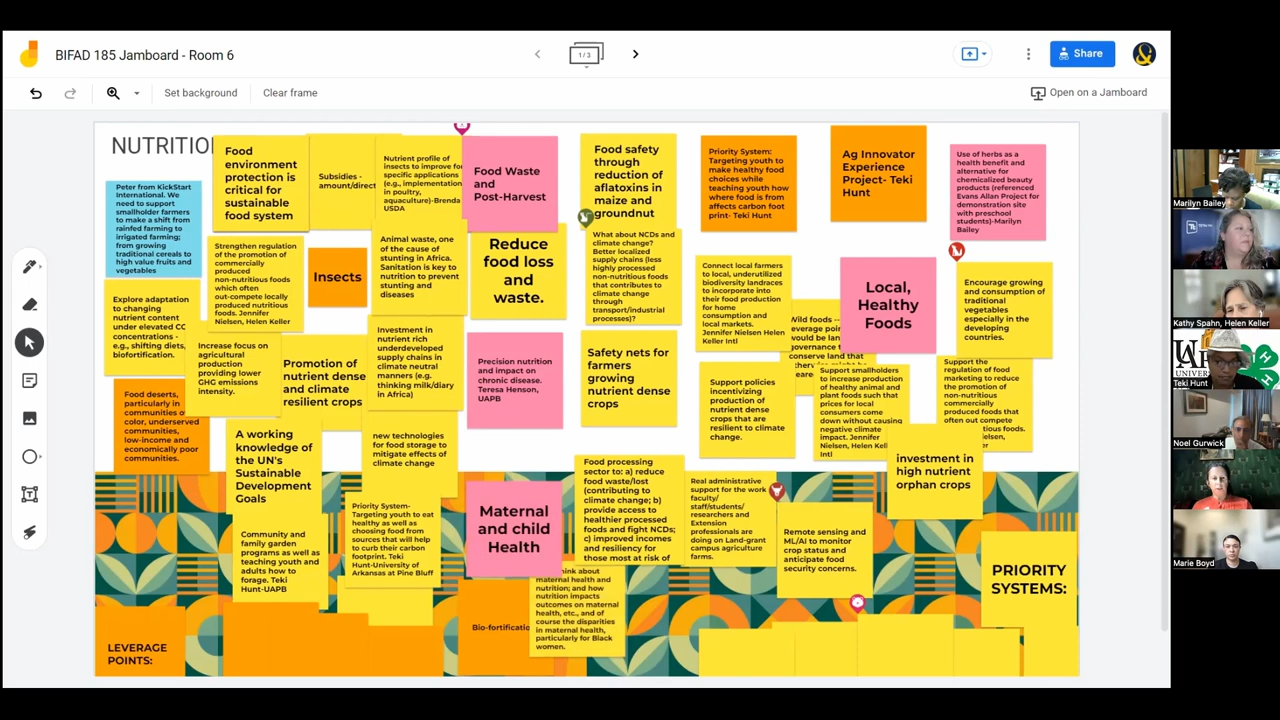 BIFAD 185 Jamboard - Room 6
1/3
Share
Set background
Clear frame
Open on a Jamboard
NUTRITION
Peter from KickStart
International. We
need to support
smallholder farmers
to make a shift from
rainfed farming to
irrigated farming;
from growing
traditional cereals to
high value fruits and
vegetables
Food
environment
protection is
critical for
sustainable
food system
Subsidies -
amount/direct
Nutrient profile of
insects to improve for
specific applications
(e.g., implementation
in poultry,
aquaculture)-Brenda
USDA
Food Waste
and
Post-Harvest
Food safety
through
reduction of
aflatoxins in
maize and
groundnut
Priority System:
Targeting youth to
make healthy food
choices while
teaching youth how
where food is from
affects carbon foot
print- Teki Hunt
Ag Innovator
Experience
Project- Teki
Hunt
Use of herbs as a
health benefit and
alternative for
chemicalized beauty
products (referenced
Evans Allan Project for
demonstration site
with preschool
students)-Marilyn
Bailey
Strengthen regulation
of the promotion of
commercially
produced
non-nutritious foods
which often
out-compete locally
produced nutritious
foods. Jennifer
Nielsen, Helen Keller
Insects
Animal waste, one
of the cause of
stunting in Africa.
Sanitation is key to
nutrition to prevent
stunting and
diseases
Reduce
food loss
and
waste.
What about NCDs and
climate change?
Better localized
supply chains (less
highly processed
non-nutritious foods
that contributes to
climate change
through
transport/industrial
processes)?
Connect local farmers
to local, underutilized
biodiversity landraces
to incorporate into
their food production
for home
consumption and
local markets.
Jennifer Nielsen Helen
Keller Intl
Wild foods --
leverage poin
would be lan
governance t
conserve land that
Local,
Healthy
Foods
Encourage growing
and consumption of
traditional
vegetables
especially in the
developing
countries.
Explore adaptation
to changing
nutrient content
under elevated CO
concentrations -
e.g., shifting diets,
biofortification.
Increase focus on
agricultural
production
providing lower
GHG emissions
intensity.
Promotion of
nutrient dense
and climate
resilient crops
Investment in
nutrient rich
underdeveloped
supply chains in
climate neutral
manners (e.g.
thinking milk/diary
in Africa)
Precision nutrition
and impact on
chronic disease.
Teresa Henson,
UAPB
Safety nets for
farmers
growing
nutrient dense
crops
Support policies
incentivizing
production of
nutrient dense
crops that are
resilient to climate
change.
Support smallholders
to increase production
of healthy animal and
plant foods such that
prices for local
consumers come
down without causing
negative climate
impact. Jennifer
Nielsen, Helen Kell
Intl
Support the
regulation of food
marketing to reduce
the promotion of
non-nutritious
commercially
produced foods that
often out compete
itious foods.
ielsen,
ler
Food deserts,
particularly in
communities o
color, underserved
communities,
low-income and
economically poor
communities.
A working
knowledge of
the UN's
Sustainable
Development
Goals
new technologies
for food storage to
mitigate effects of
climate change
investment in
high nutrient
orphan crops
Community and
family garden
programs as well as
teaching youth and
adults how to
forage. Teki
Hunt-UAPB
Priority System-
Targeting youth to eat
healthy as well as
choosing food from
sources that will help
to curb their carbon
footprint. Teki
Hunt-University of
Arkansas at Pine Bluff
Maternal
and child
Health
Food processing
sector to: a) reduce
food waste/lost
(contributing to
climate change; b)
provide access to
healthier processed
foods and fight NCDs;
c) improved incomes
and resiliency for
those most at risk of
Real administrative
support for the work
faculty/
staff/students/
researchers and
Extension
professionals are
doing on Land-grant
campus agriculture
farms.
Remote sensing and
ML/AI to monitor
crop status and
anticipate food
security concerns.
PRIORITY
SYSTEMS:
LEVERAGE
POINTS:
Bio-fortificatio
hink about
maternal health and
nutrition; and how
nutrition impacts
outcomes on maternal
health, etc., and of
course the disparities
in maternal health,
particularly for Black
women.
Marilyn Bailey
Kathy Spahn, Helen Keller
UNIVERS
Teki Hunt
Noel Gurwick
Marie Boyd